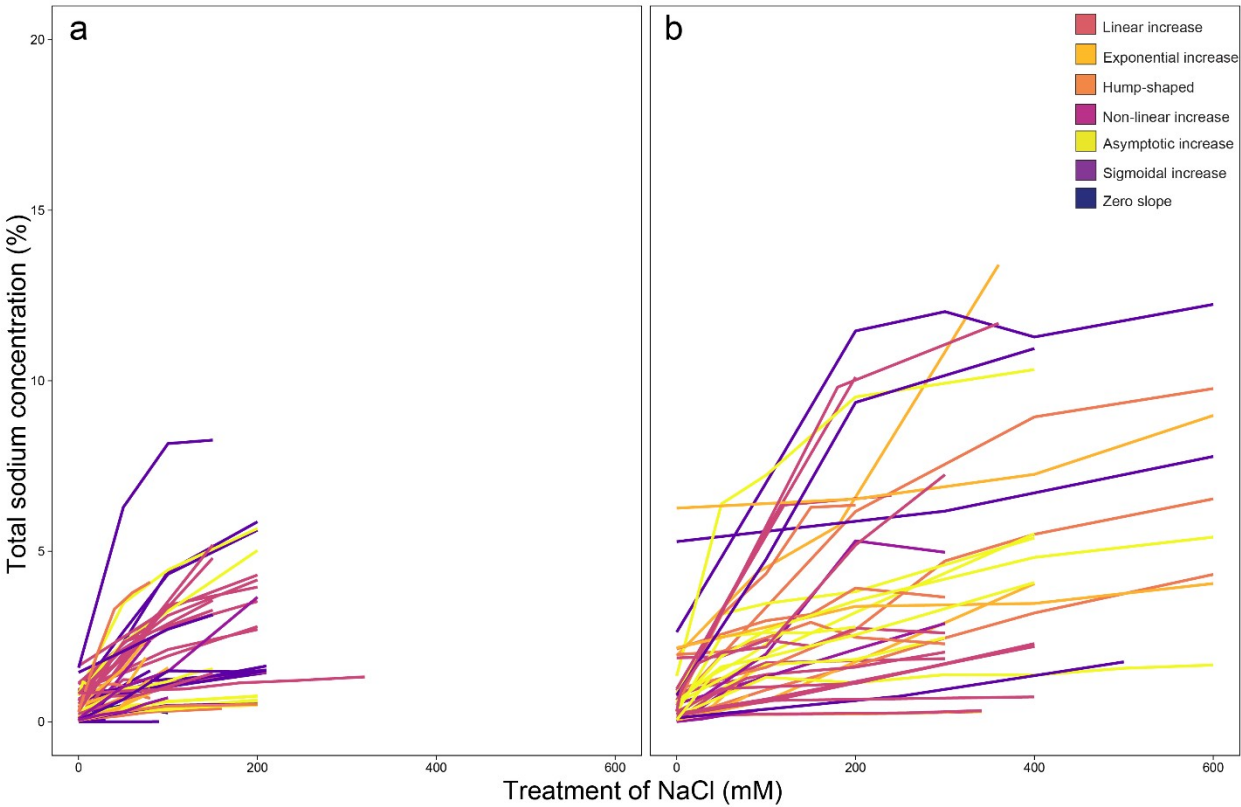 a
b
Linear increase
Exponential increase
Hump-shaped
Non-linear increase
Asymptotic increase
Sigmoidal increase
Zero slope
Total sodium concentration (%)
20
15
10
5
0
0 200 400 600
0 200 400 600
Treatment of NaCl (mM)